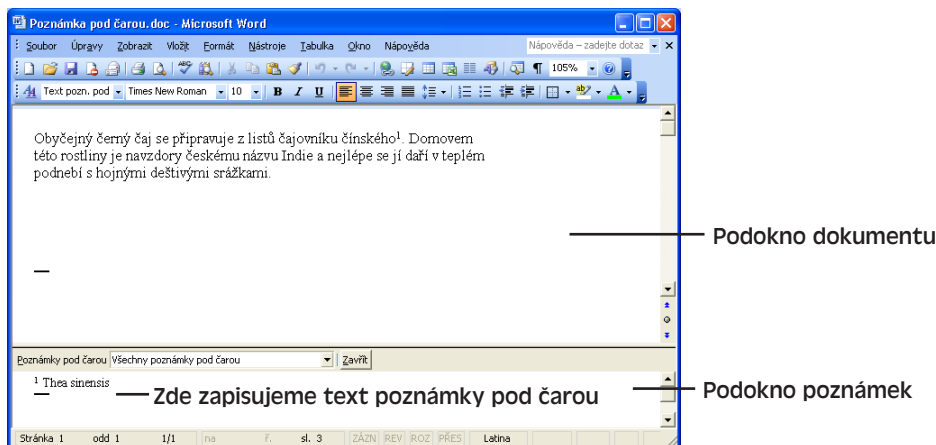 Poznámka pod čarou.doc - Microsoft Word
Soubor Úpravy Zobrazit Vložit Formát Nástroje Tabulka Okno Nápověda Nápověda – zadejte dotaz
105%
Text pozn. pod Times New Roman 10 B I U
Obyčejný černý čaj se připravuje z listů čajovníku čínského¹. Domovem
této rostliny je navzdory českému názvu Indie a nejlépe se jí daří v teplém
podnebí s hojnými deštivými srážkami.
Podokno dokumentu
Poznámky pod čarou Všechny poznámky pod čarou Zavřít
¹ Thea sinensis
Zde zapisujeme text poznámky pod čarou
Podokno poznámek
Stránka 1 odd 1 1/1 na ř. sl. 3 ZÁZN REV ROZ PŘES Latina